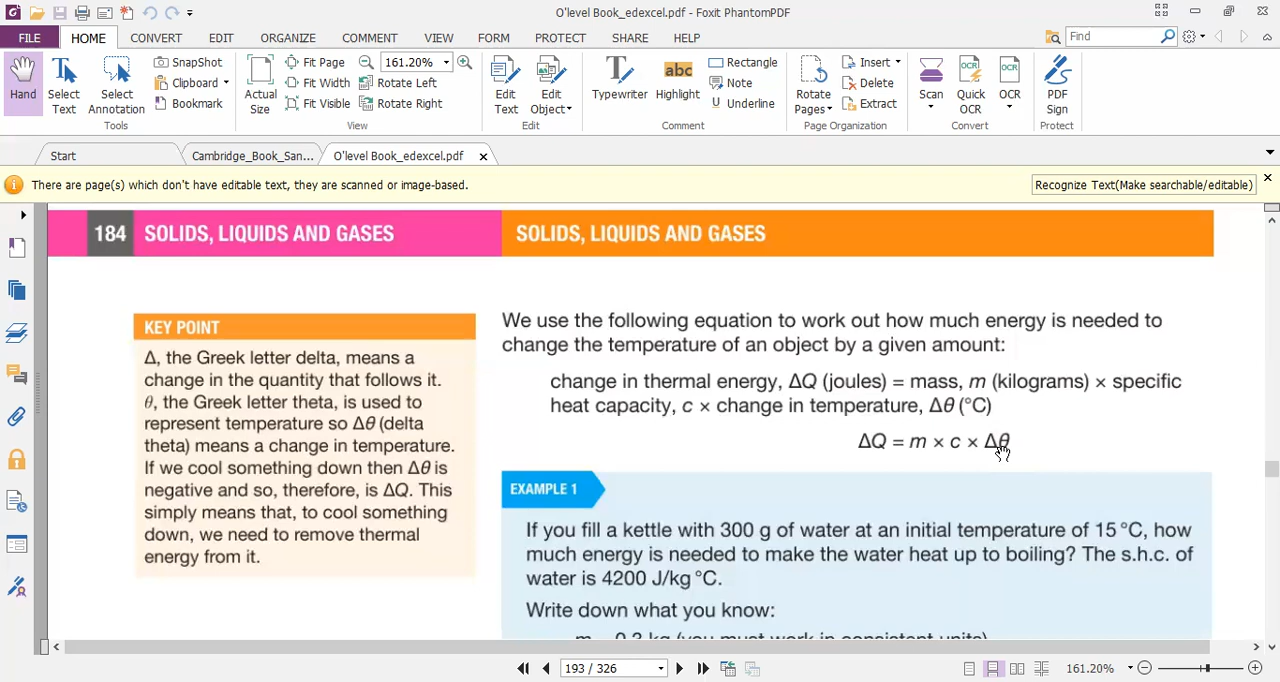 O'level Book_edexcel.pdf - Foxit PhantomPDF
FILE HOME CONVERT EDIT ORGANIZE COMMENT VIEW FORM PROTECT SHARE HELP Find
Hand
Select Text
Select Annotation
SnapShot
Clipboard
Bookmark
Tools
Actual Size
Fit Page
Fit Width
Fit Visible
161.20%
Rotate Left
Rotate Right
View
Edit Text
Edit Object
Edit
Typewriter
Highlight
Rectangle
Note
Underline
Comment
Rotate Pages
Insert
Delete
Extract
Page Organization
Scan
Quick OCR
OCR
Convert
PDF Sign
Protect
Start Cambridge_Book_San... O'level Book_edexcel.pdf
There are page(s) which don't have editable text, they are scanned or image-based. Recognize Text(Make searchable/editable)
184 SOLIDS, LIQUIDS AND GASES SOLIDS, LIQUIDS AND GASES
KEY POINT
Δ, the Greek letter delta, means a
change in the quantity that follows it.
θ, the Greek letter theta, is used to
represent temperature so Δθ (delta
theta) means a change in temperature.
If we cool something down then Δθ is
negative and so, therefore, is ΔQ. This
simply means that, to cool something
down, we need to remove thermal
energy from it.
We use the following equation to work out how much energy is needed to
change the temperature of an object by a given amount:
change in thermal energy, ΔQ (joules) = mass, m (kilograms) × specific
heat capacity, c × change in temperature, Δθ (°C)
ΔQ = m × c × Δθ
EXAMPLE 1
If you fill a kettle with 300 g of water at an initial temperature of 15 °C, how
much energy is needed to make the water heat up to boiling? The s.h.c. of
water is 4200 J/kg °C.
Write down what you know:
m = 0.3 kg (you must work in consistent units)
193 / 326 161.20%